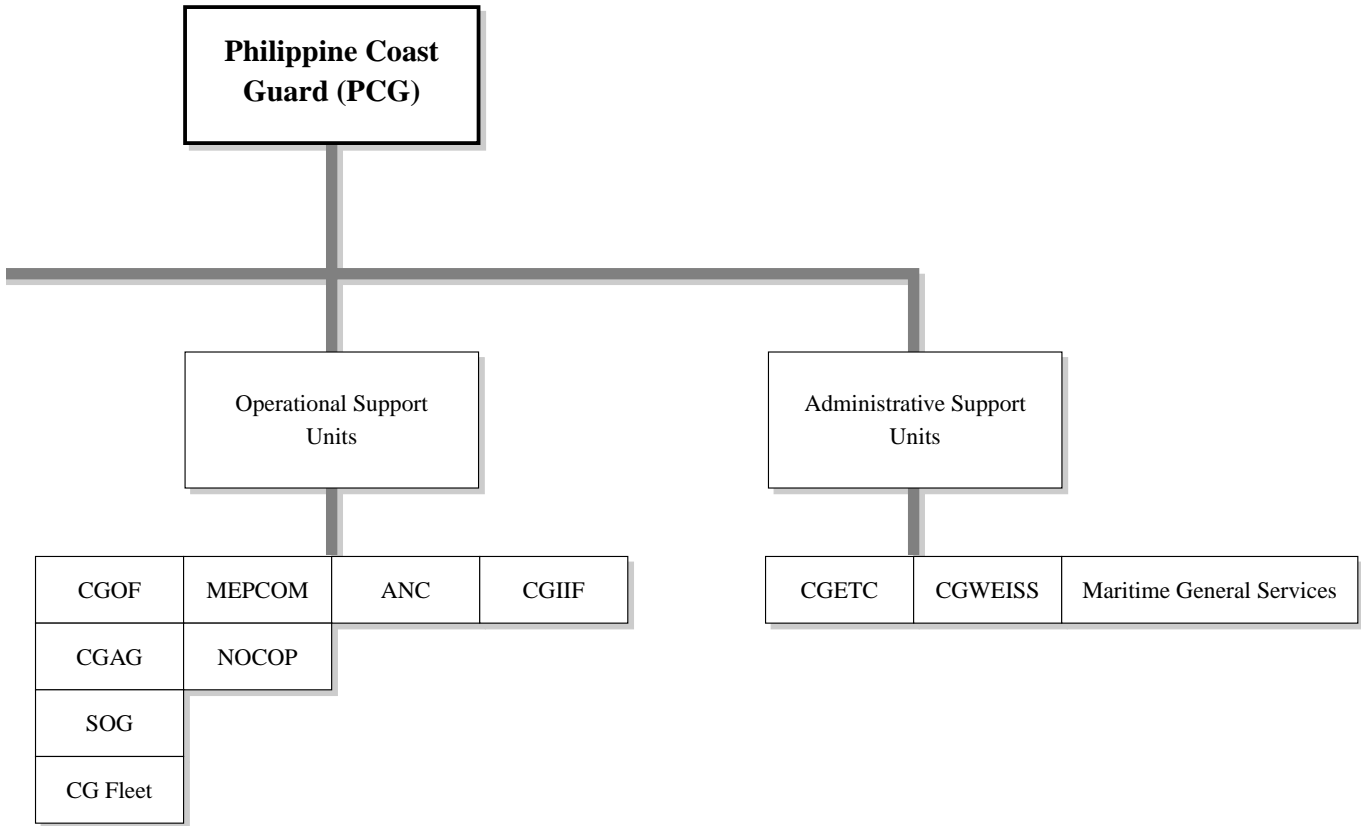 Philippine Coast
Guard (PCG)
Operational Support
Units
Administrative Support
Units
CGOF MEPCOM ANC CGIIF
CGAG NOCOP
SOG
CG Fleet
CGETC CGWEISS Maritime General Services